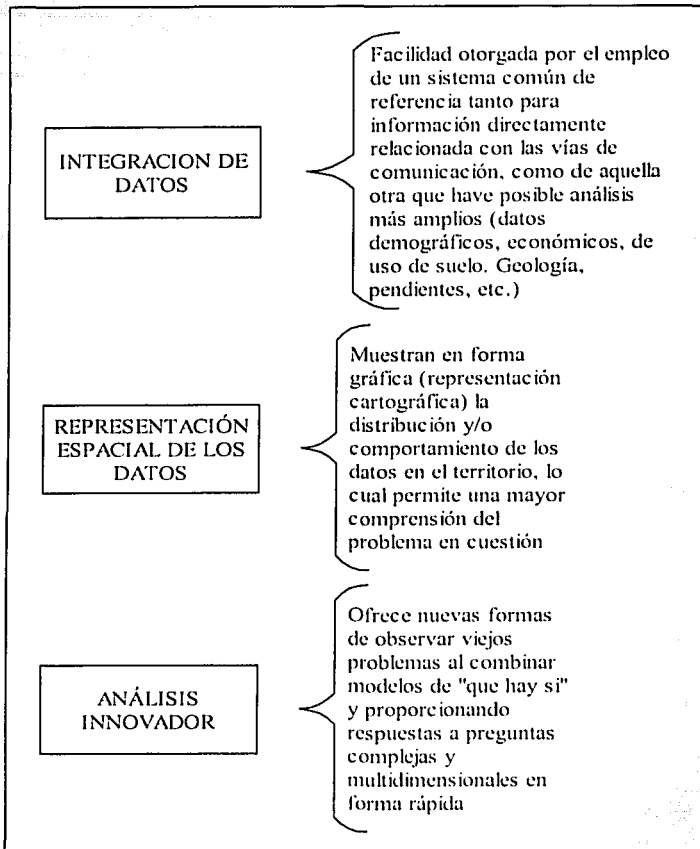 INTEGRACION DE
DATOS
Facilidad otorgada por el empleo
de un sistema común de
referencia tanto para
información directamente
relacionada con las vías de
comunicación, como de aquella
otra que have posible análisis
más amplios (datos
demográficos, económicos, de
uso de suelo. Geología,
pendientes, etc.)
REPRESENTACIÓN
ESPACIAL DE LOS
DATOS
Muestran en forma
gráfica (representación
cartográfica) la
distribución y/o
comportamiento de los
datos en el territorio, lo
cual permite una mayor
comprensión del
problema en cuestión
ANÁLISIS
INNOVADOR
Ofrece nuevas formas
de observar viejos
problemas al combinar
modelos de "que hay si"
y proporcionando
respuestas a preguntas
complejas y
multidimensionales en
forma rápida